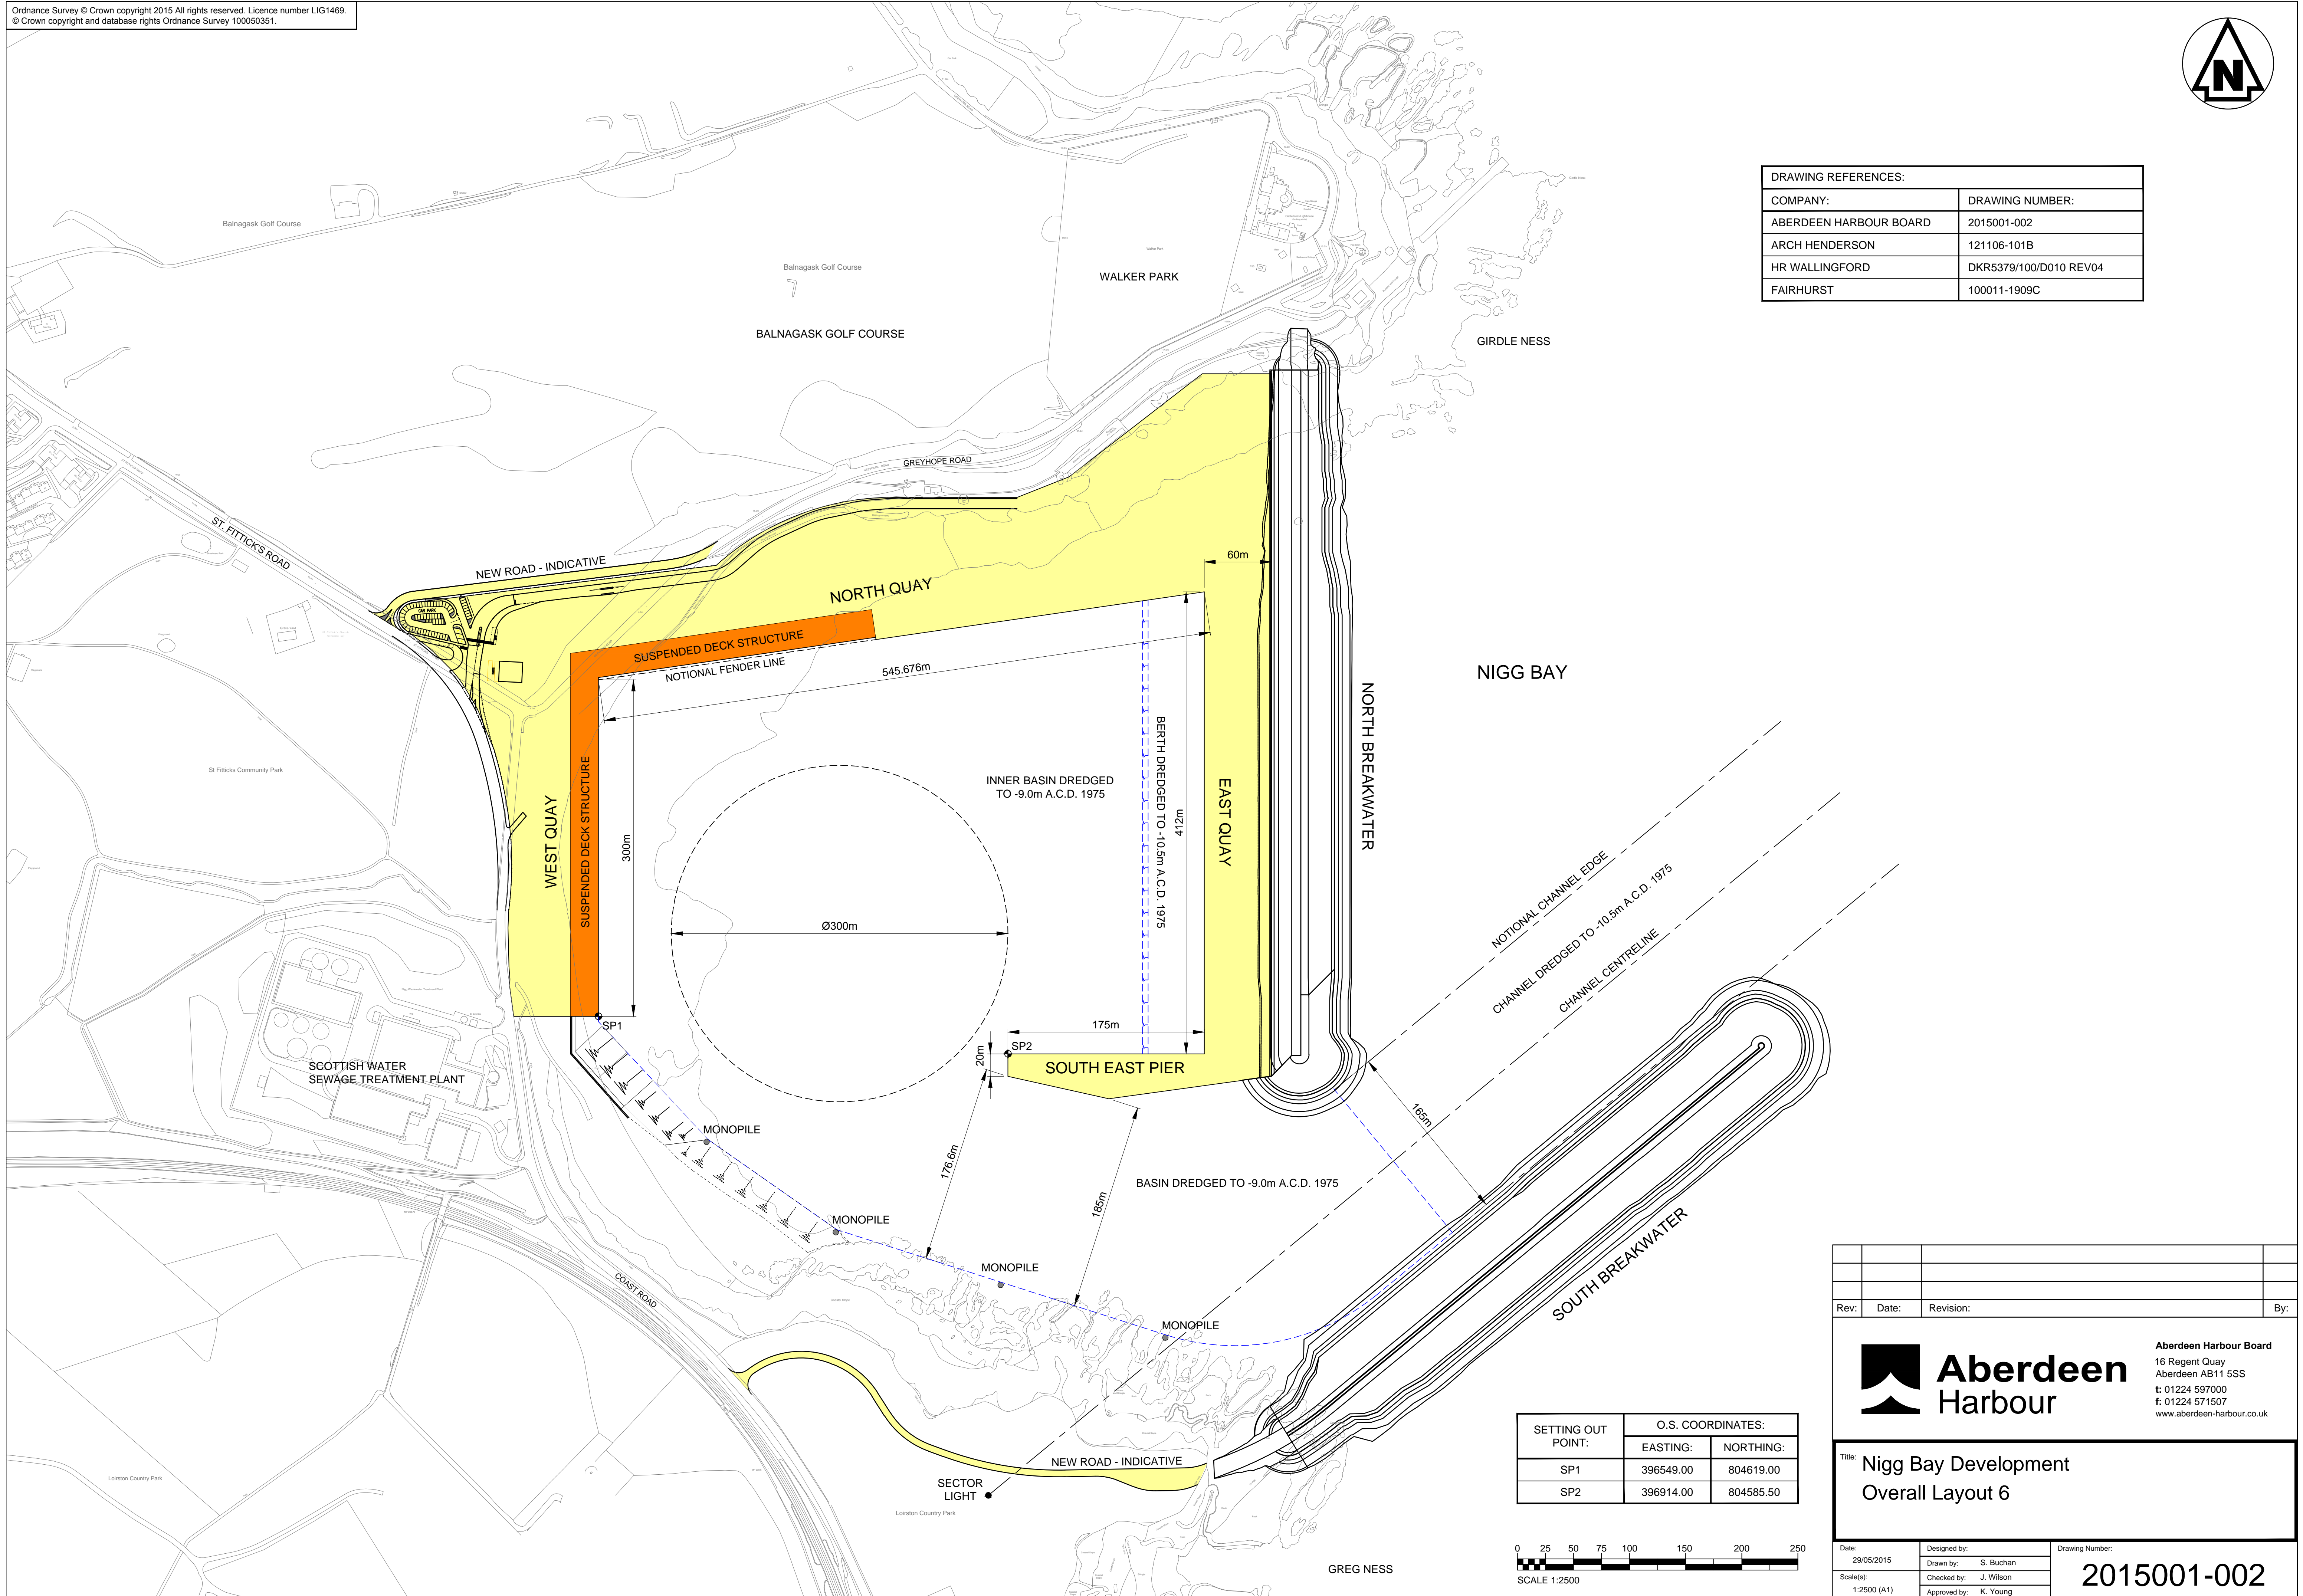 Ordnance Survey © Crown copyright 2015 All rights reserved. Licence number LIG1469.
© Crown copyright and database rights Ordnance Survey 100050351.
N
DRAWING REFERENCES:
COMPANY: DRAWING NUMBER:
ABERDEEN HARBOUR BOARD 2015001-002
ARCH HENDERSON 121106-101B
HR WALLINGFORD DKR5379/100/D010 REV04
FAIRHURST 100011-1909C
Balnagask Golf Course
Balnagask Golf Course
WALKER PARK
BALNAGASK GOLF COURSE
GIRDLE NESS
GREYHOPE ROAD
ST. FITTICK'S ROAD
NEW ROAD - INDICATIVE
CAR PARK
NORTH QUAY
60m
SUSPENDED DECK STRUCTURE
NOTIONAL FENDER LINE
545.676m
NIGG BAY
NORTH BREAKWATER
St Fitticks Community Park
WEST QUAY
SUSPENDED DECK STRUCTURE
300m
INNER BASIN DREDGED
TO -9.0m A.C.D. 1975
BERTH DREDGED TO -10.5m A.C.D. 1975
412m
EAST QUAY
Ø300m
NOTIONAL CHANNEL EDGE
CHANNEL DREDGED TO -10.5m A.C.D. 1975
CHANNEL CENTRELINE
SP1
175m
SP2
20m
SOUTH EAST PIER
SCOTTISH WATER
SEWAGE TREATMENT PLANT
165m
MONOPILE
176.6m
185m
BASIN DREDGED TO -9.0m A.C.D. 1975
MONOPILE
MONOPILE
MONOPILE
SOUTH BREAKWATER
COAST ROAD
NEW ROAD - INDICATIVE
SECTOR
LIGHT
Loirston Country Park
Loirston Country Park
GREG NESS
SETTING OUT
POINT:
O.S. COORDINATES:
EASTING: NORTHING:
SP1 396549.00 804619.00
SP2 396914.00 804585.50
0 25 50 75 100 150 200 250
SCALE 1:2500
Rev: Date: Revision: By:
Aberdeen
Harbour
Aberdeen Harbour Board
16 Regent Quay
Aberdeen AB11 5SS
t: 01224 597000
f: 01224 571507
www.aberdeen-harbour.co.uk
Title: Nigg Bay Development
Overall Layout 6
Date:
29/05/2015
Scale(s):
1:2500 (A1)
Designed by:
Drawn by: S. Buchan
Checked by: J. Wilson
Approved by: K. Young
Drawing Number:
2015001-002